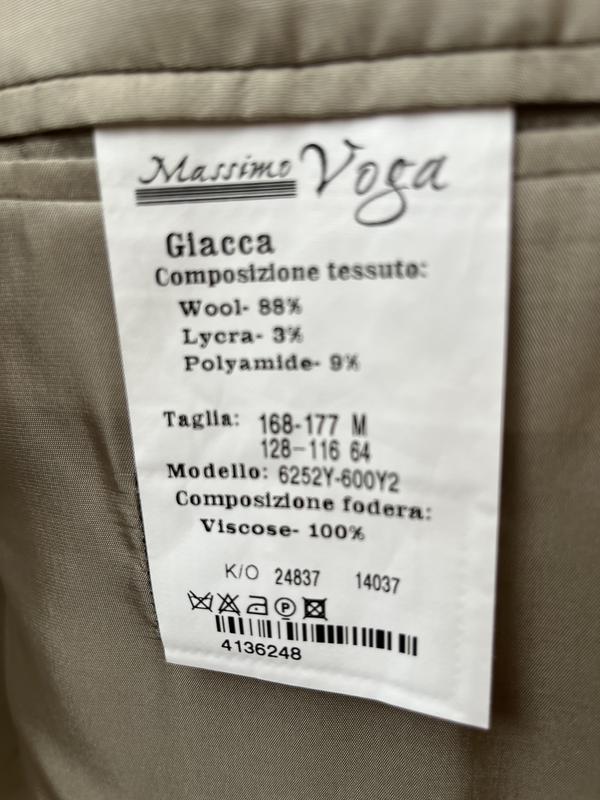 Massimo Voga
Giacca
Composizione tessuto:
Wool- 88%
Lycra- 3%
Polyamide- 9%
Taglia: 168-177 M
128-116 64
Modello: 6252Y-600Y2
Composizione fodera:
Viscose- 100%
K/O 24837 14037
P
4136248